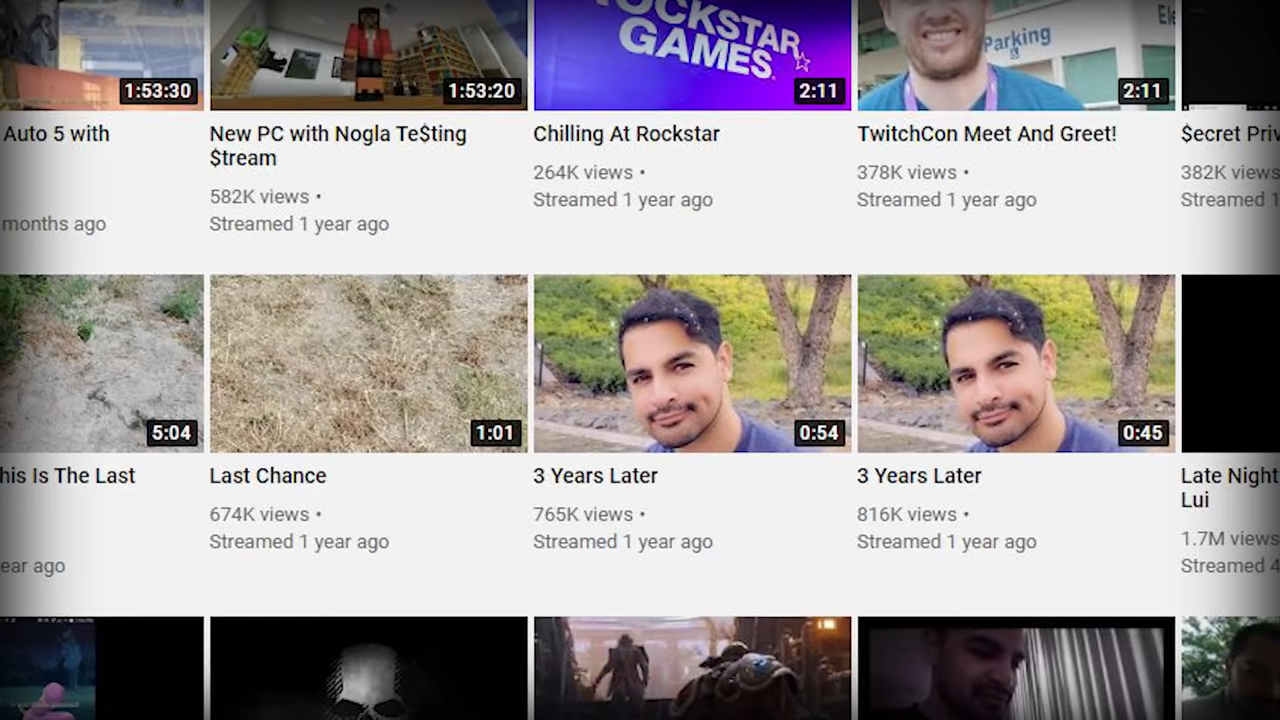 ROCKSTAR
GAMES
Parking
1:53:30
1:53:20
2:11
2:11
Auto 5 with
New PC with Nogla Te$ting
$tream
Chilling At Rockstar
TwitchCon Meet And Greet!
$ecret Priv
months ago
582K views •
Streamed 1 year ago
264K views •
Streamed 1 year ago
378K views •
Streamed 1 year ago
382K views
Streamed 1
5:04
1:01
0:54
0:45
his Is The Last
Last Chance
3 Years Later
3 Years Later
Late Night
Lui
ear ago
674K views •
Streamed 1 year ago
765K views •
Streamed 1 year ago
816K views •
Streamed 1 year ago
1.7M views
Streamed 4